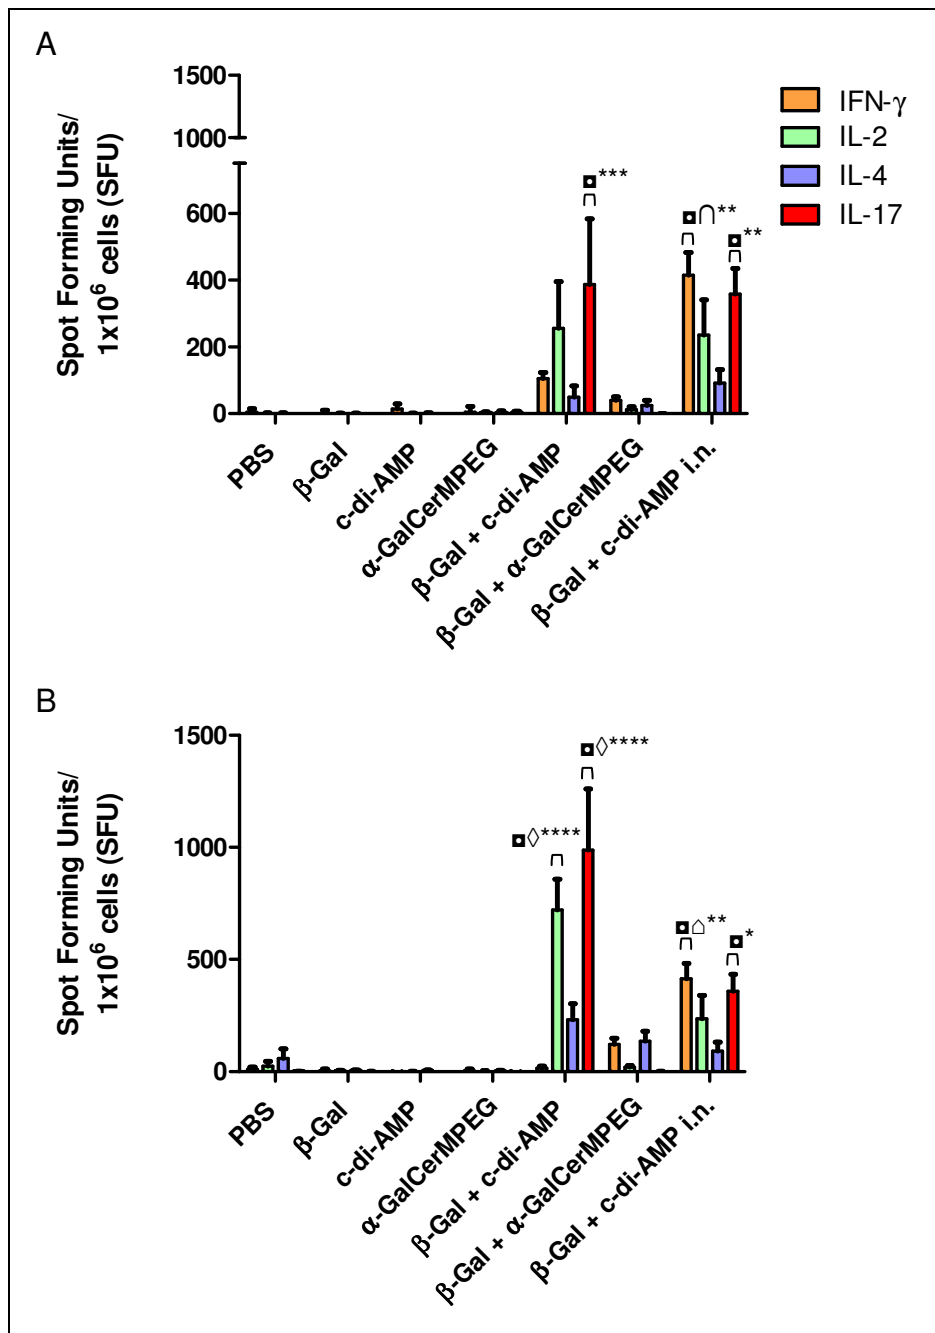 A
1500
1000
600
400
200
0
Spot Forming Units/
1x10⁶ cells (SFU)
IFN-γ
IL-2
IL-4
IL-17
◘ ***
◘ ∩ **
◘ **
PBS
β-Gal
c-di-AMP
α-GalCerMPEG
β-Gal + c-di-AMP
β-Gal + α-GalCerMPEG
β-Gal + c-di-AMP i.n.
B
1500
1000
500
0
Spot Forming Units/
1x10⁶ cells (SFU)
◘ ◊ ****
◘ ◊ ****
◘ ⌂ **
◘ *
PBS
β-Gal
c-di-AMP
α-GalCerMPEG
β-Gal + c-di-AMP
β-Gal + α-GalCerMPEG
β-Gal + c-di-AMP i.n.